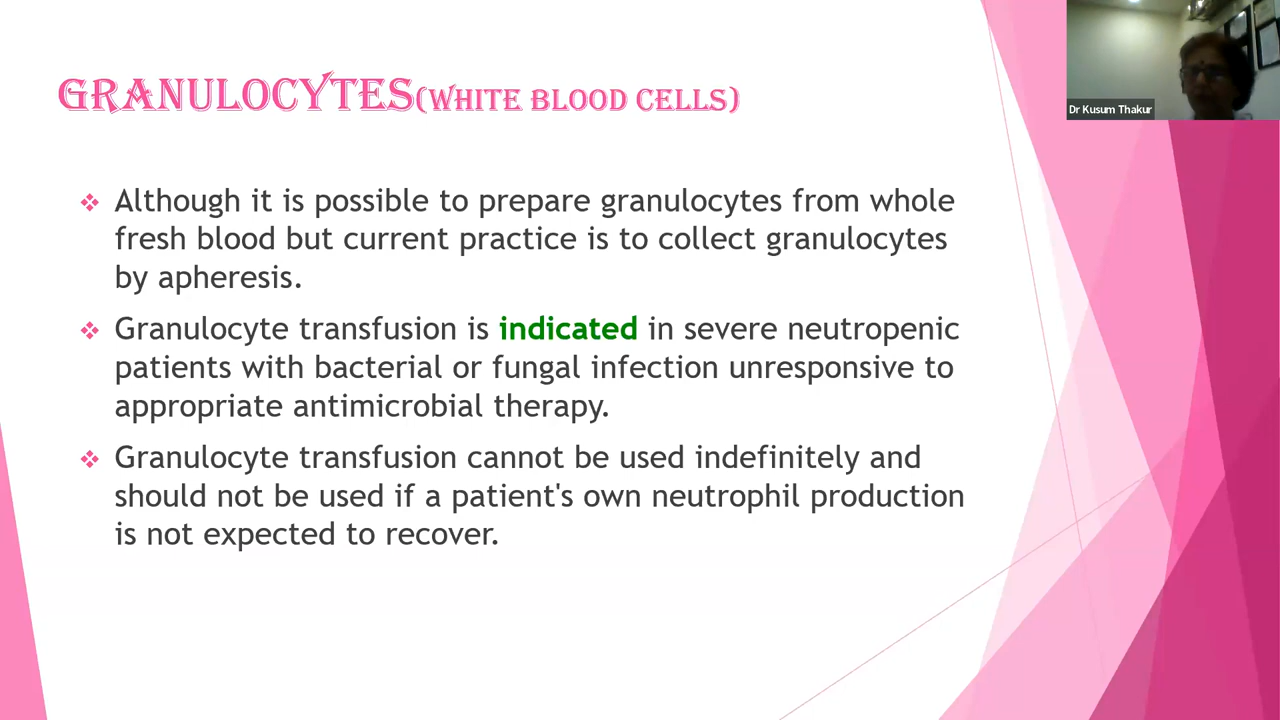 GRANULOCYTES(WHITE BLOOD CELLS)
Dr Kusum Thakur
❖ Although it is possible to prepare granulocytes from whole
fresh blood but current practice is to collect granulocytes
by apheresis.
❖ Granulocyte transfusion is indicated in severe neutropenic
patients with bacterial or fungal infection unresponsive to
appropriate antimicrobial therapy.
❖ Granulocyte transfusion cannot be used indefinitely and
should not be used if a patient's own neutrophil production
is not expected to recover.